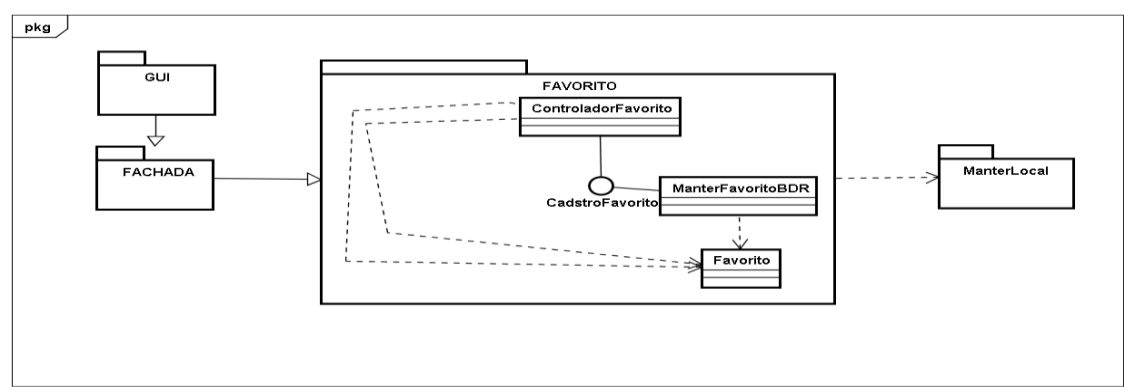 pkg
GUI
FACHADA
FAVORITO
ControladorFavorito
CadstroFavorito
ManterFavoritoBDR
Favorito
ManterLocal